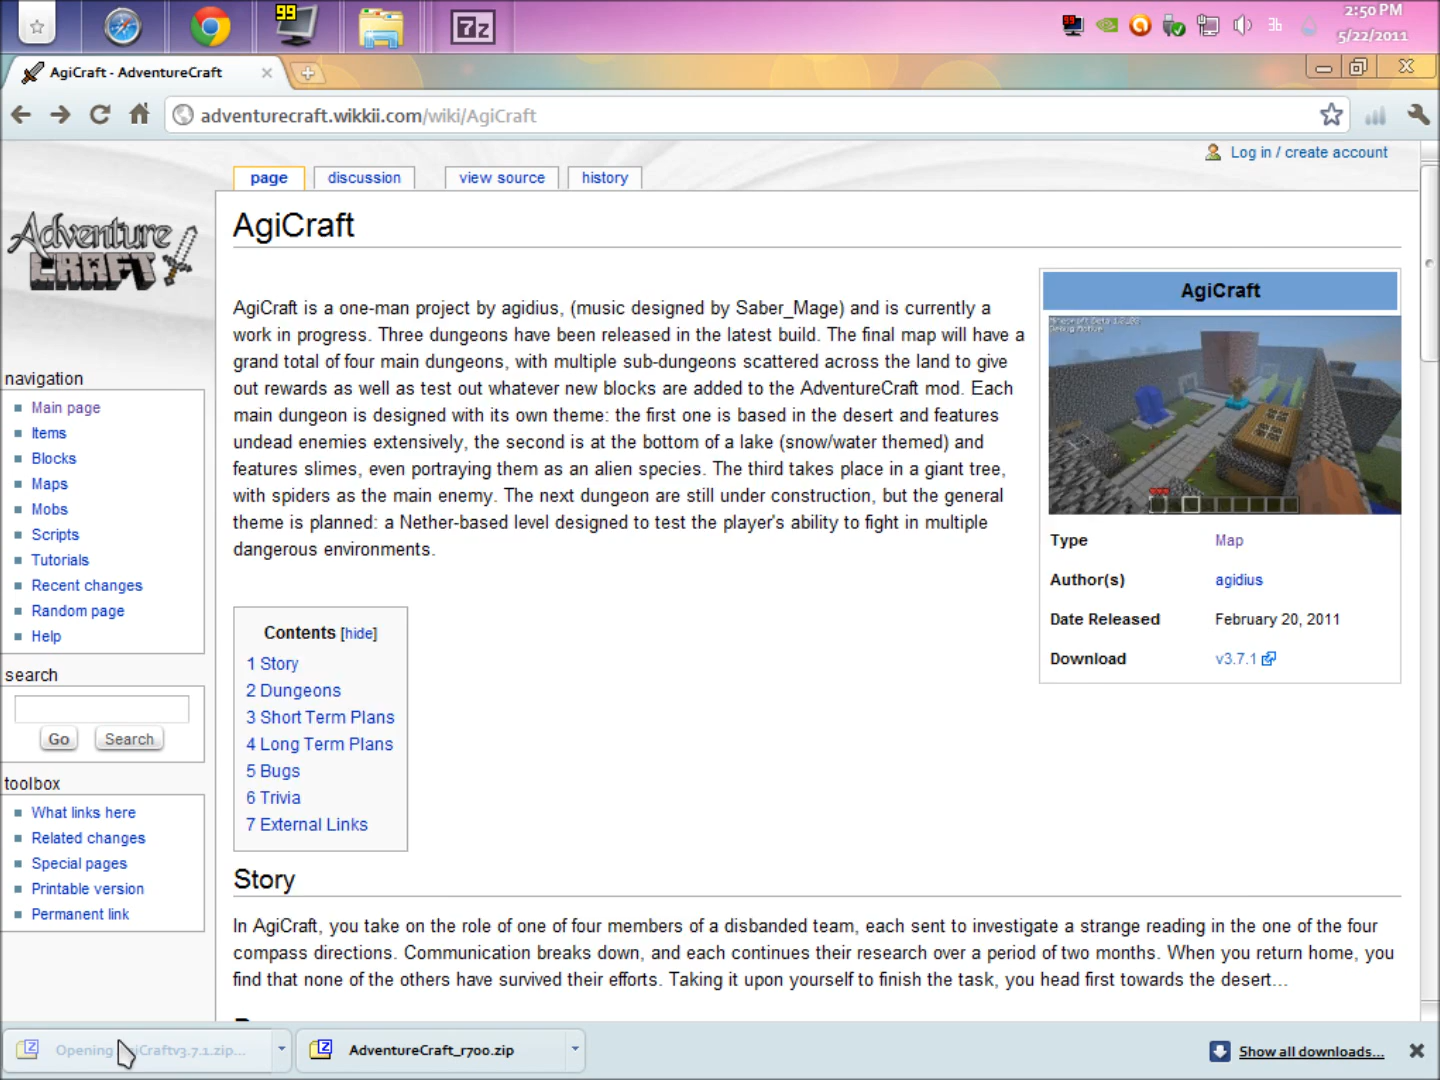 99
7z
99
2:50 PM
5/22/2011
AgiCraft - AdventureCraft
adventurecraft.wikkii.com/wiki/AgiCraft
Log in / create account
page
discussion
view source
history
Adventure
CRAFT
AgiCraft
AgiCraft is a one-man project by agidius, (music designed by Saber_Mage) and is currently a
work in progress. Three dungeons have been released in the latest build. The final map will have a
grand total of four main dungeons, with multiple sub-dungeons scattered across the land to give
out rewards as well as test out whatever new blocks are added to the AdventureCraft mod. Each
main dungeon is designed with its own theme: the first one is based in the desert and features
undead enemies extensively, the second is at the bottom of a lake (snow/water themed) and
features slimes, even portraying them as an alien species. The third takes place in a giant tree,
with spiders as the main enemy. The next dungeon are still under construction, but the general
theme is planned: a Nether-based level designed to test the player's ability to fight in multiple
dangerous environments.
AgiCraft
Type Map
Author(s) agidius
Date Released February 20, 2011
Download v3.7.1
navigation
Main page
Items
Blocks
Maps
Mobs
Scripts
Tutorials
Recent changes
Random page
Help
search
Go Search
toolbox
What links here
Related changes
Special pages
Printable version
Permanent link
Contents [hide]
1 Story
2 Dungeons
3 Short Term Plans
4 Long Term Plans
5 Bugs
6 Trivia
7 External Links
Story
In AgiCraft, you take on the role of one of four members of a disbanded team, each sent to investigate a strange reading in the one of the four
compass directions. Communication breaks down, and each continues their research over a period of two months. When you return home, you
find that none of the others have survived their efforts. Taking it upon yourself to finish the task, you head first towards the desert...
Opening AgiCraftv3.7.1.zip...
AdventureCraft_r700.zip
Show all downloads...